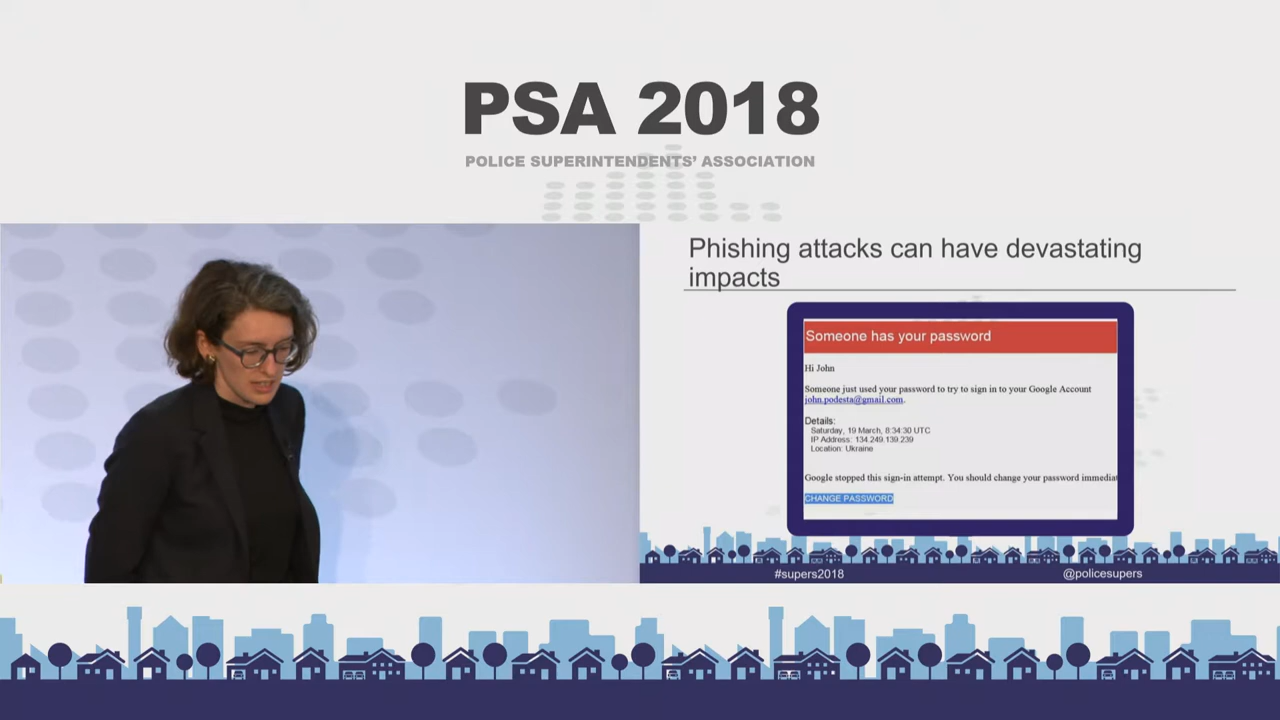 PSA 2018
POLICE SUPERINTENDENTS’ ASSOCIATION
Phishing attacks can have devastating
impacts
Someone has your password
Hi John
Someone just used your password to try to sign in to your Google Account
john.podesta@gmail.com.
Details:
Saturday, 19 March, 8:34:30 UTC
IP Address: 134.249.139.239
Location: Ukraine
Google stopped this sign-in attempt. You should change your password immediat
CHANGE PASSWORD
#supers2018
@policesupers